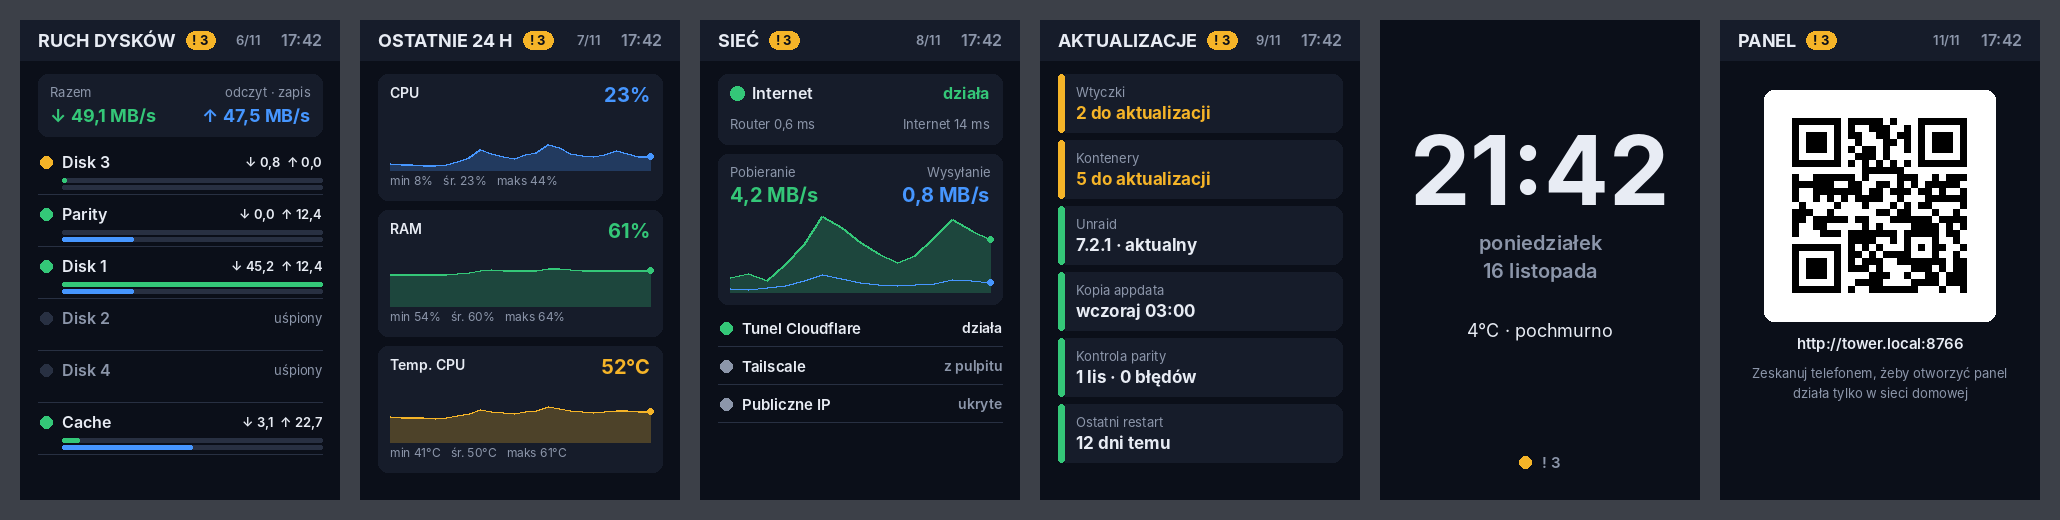 RUCH DYSKÓW ! 3 6/11 17:42
Razem odczyt · zapis
↓ 49,1 MB/s ↑ 47,5 MB/s
Disk 3 ↓ 0,8 ↑ 0,0
Parity ↓ 0,0 ↑ 12,4
Disk 1 ↓ 45,2 ↑ 12,4
Disk 2 uśpiony
Disk 4 uśpiony
Cache ↓ 3,1 ↑ 22,7
OSTATNIE 24 H ! 3 7/11 17:42
CPU 23%
min 8% śr. 23% maks 44%
RAM 61%
min 54% śr. 60% maks 64%
Temp. CPU 52°C
min 41°C śr. 50°C maks 61°C
SIEĆ ! 3 8/11 17:42
Internet działa
Router 0,6 ms Internet 14 ms
Pobieranie Wysyłanie
4,2 MB/s 0,8 MB/s
Tunel Cloudflare działa
Tailscale z pulpitu
Publiczne IP ukryte
AKTUALIZACJE ! 3 9/11 17:42
Wtyczki
2 do aktualizacji
Kontenery
5 do aktualizacji
Unraid
7.2.1 · aktualny
Kopia appdata
wczoraj 03:00
Kontrola parity
1 lis · 0 błędów
Ostatni restart
12 dni temu
21:42
poniedziałek
16 listopada
4°C · pochmurno
! 3
PANEL ! 3 11/11 17:42
http://tower.local:8766
Zeskanuj telefonem, żeby otworzyć panel
działa tylko w sieci domowej